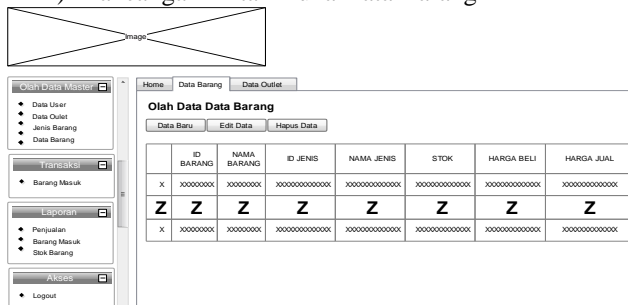 Image
Olah Data Master
Data User
Data Oulet
Jenis Barang
Data Barang
Transaksi
Barang Masuk
Laporan
Penjualan
Barang Masuk
Stok Barang
Akses
Logout
Home Data Barang Data Outlet
Olah Data Data Barang
Data Baru Edit Data Hapus Data
ID BARANG NAMA BARANG ID JENIS NAMA JENIS STOK HARGA BELI HARGA JUAL
X XXXXXXXX XXXXXXXX XXXXXXXXXXXXX XXXXXXXXXXXXX XXXXXXXXXXXXX XXXXXXXXXXXXX XXXXXXXXXXXXX
Z Z Z Z Z Z Z Z
X XXXXXXXX XXXXXXXX XXXXXXXXXXXXX XXXXXXXXXXXXX XXXXXXXXXXXXX XXXXXXXXXXXXX XXXXXXXXXXXXX